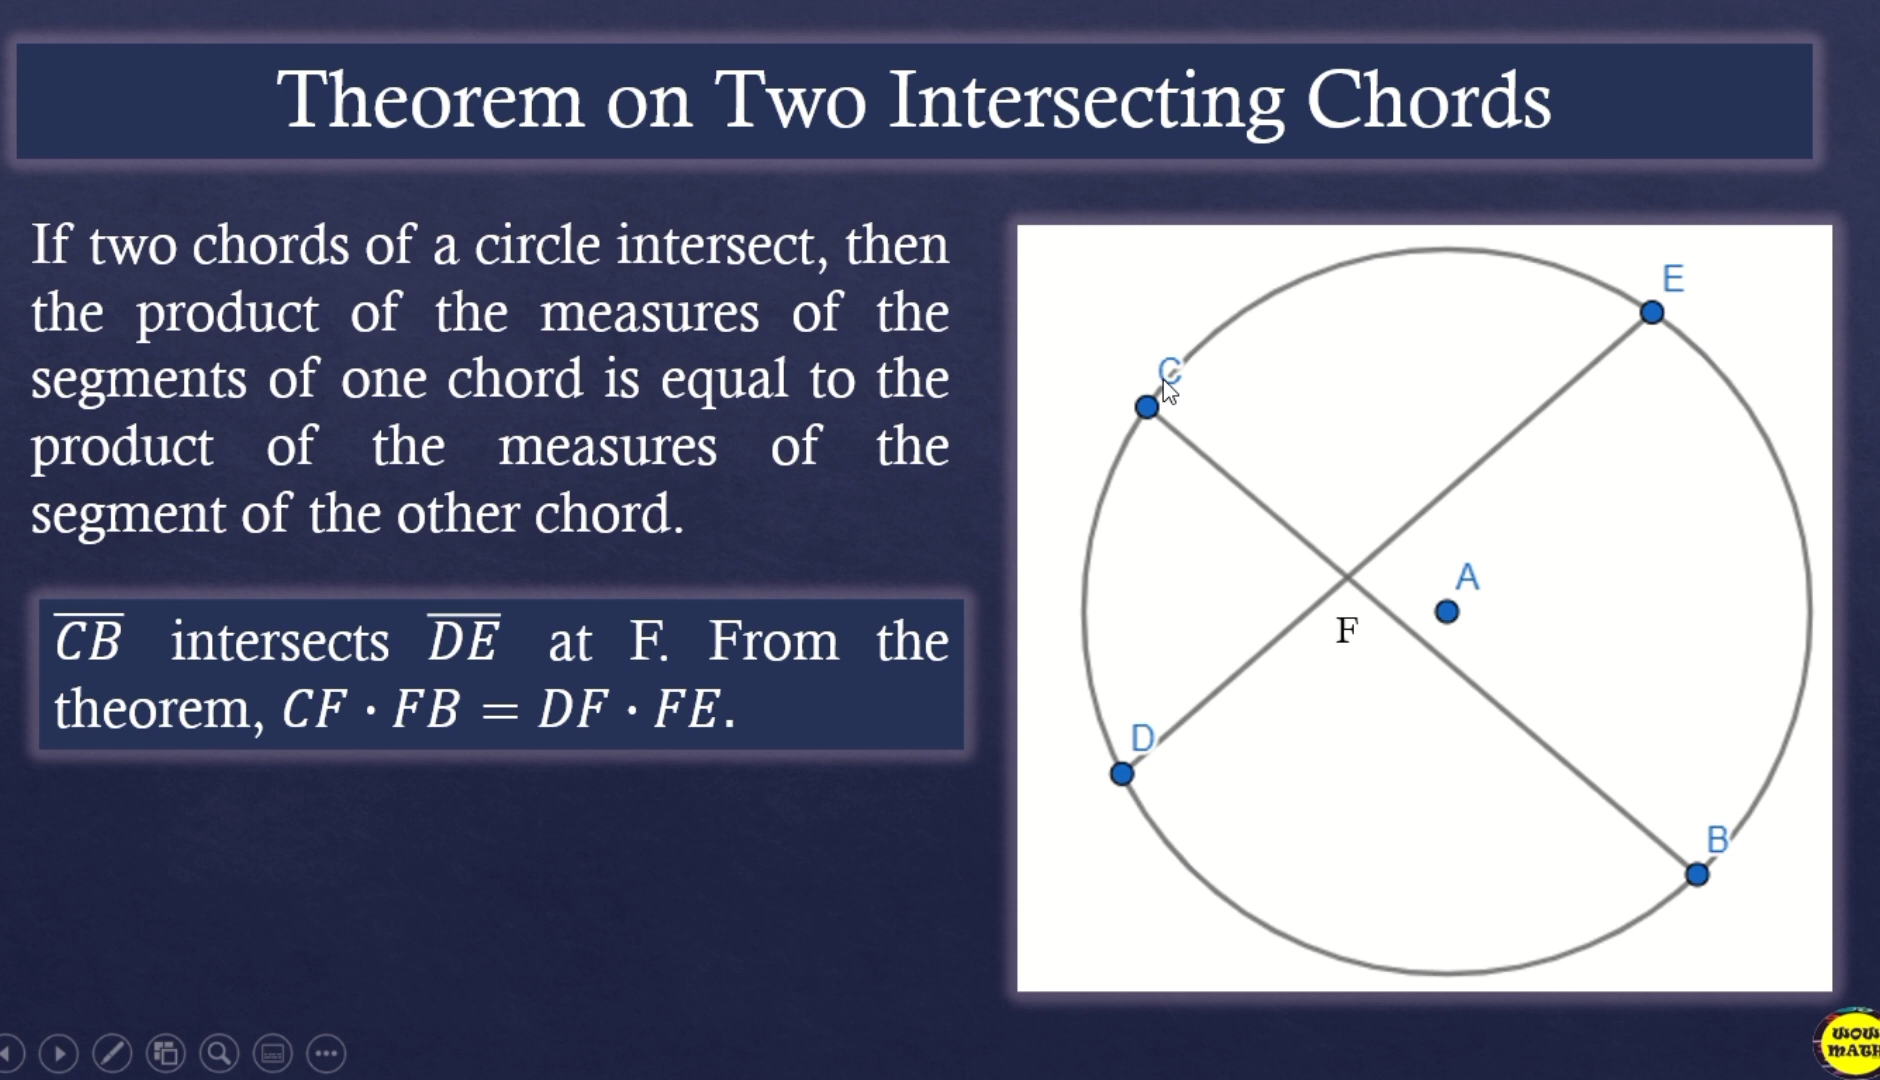 Theorem on Two Intersecting Chords
If two chords of a circle intersect, then
the product of the measures of the
segments of one chord is equal to the
product of the measures of the
segment of the other chord.
C̅B̅ intersects D̅E̅ at F. From the
theorem, CF · FB = DF · FE.
E
C
A
F
D
B
WOW
MATH